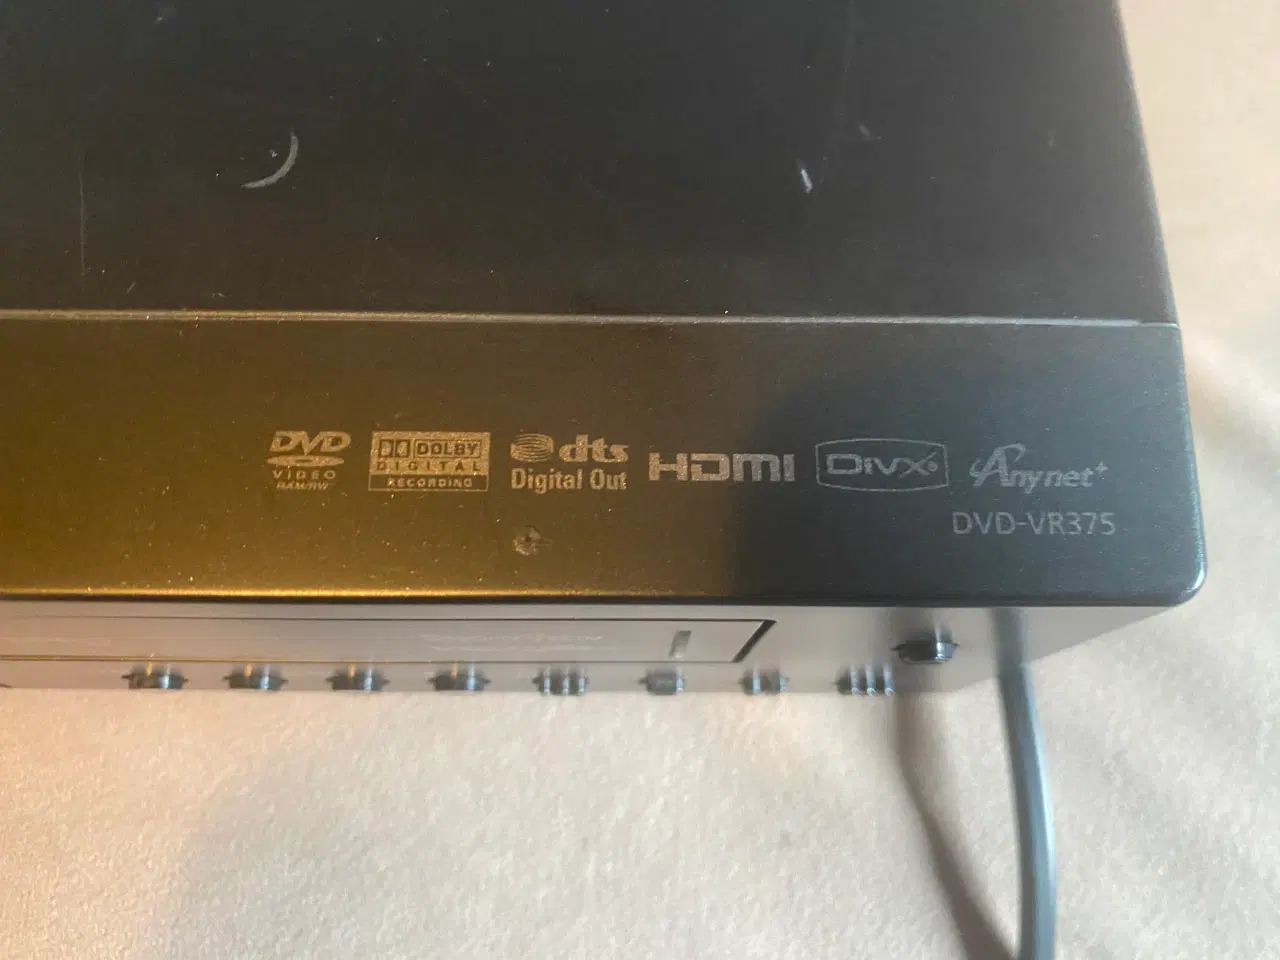 DVD VIDEO RAM/RW
DOLBY DIGITAL RECORDING
dts Digital Out
HDMI
DIVX
Anynet+
DVD-VR375